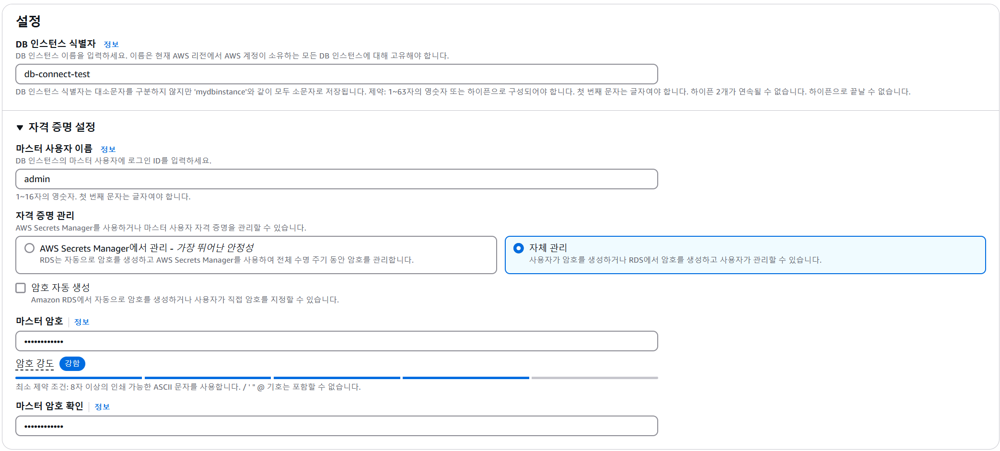 설정
DB 인스턴스 식별자 정보
DB 인스턴스 이름을 입력하세요. 이름은 현재 AWS 리전에서 AWS 계정이 소유하는 모든 DB 인스턴스에 대해 고유해야 합니다.
db-connect-test
DB 인스턴스 식별자는 대소문자를 구분하지 않지만 'mydbinstance'와 같이 모두 소문자로 저장됩니다. 제약: 1~63자의 영숫자 또는 하이픈으로 구성되어야 합니다. 첫 번째 문자는 글자여야 합니다. 하이픈 2개가 연속될 수 없습니다. 하이픈으로 끝날 수 없습니다.
▼ 자격 증명 설정
마스터 사용자 이름 정보
DB 인스턴스의 마스터 사용자에 로그인 ID를 입력하세요.
admin
1~16자의 영숫자. 첫 번째 문자는 글자여야 합니다.
자격 증명 관리
AWS Secrets Manager를 사용하거나 마스터 사용자 자격 증명을 관리할 수 있습니다.
AWS Secrets Manager에서 관리 - 가장 뛰어난 안정성
RDS는 자동으로 암호를 생성하고 AWS Secrets Manager를 사용하여 전체 수명 주기 동안 암호를 관리합니다.
자체 관리
사용자가 암호를 생성하거나 RDS에서 암호를 생성하고 사용자가 관리할 수 있습니다.
암호 자동 생성
Amazon RDS에서 자동으로 암호를 생성하거나 사용자가 직접 암호를 지정할 수 있습니다.
마스터 암호 정보
••••••••••••
암호 강도 강함
최소 제약 조건: 8자 이상의 인쇄 가능한 ASCII 문자를 사용합니다. / ' " @ 기호는 포함할 수 없습니다.
마스터 암호 확인 정보
••••••••••••